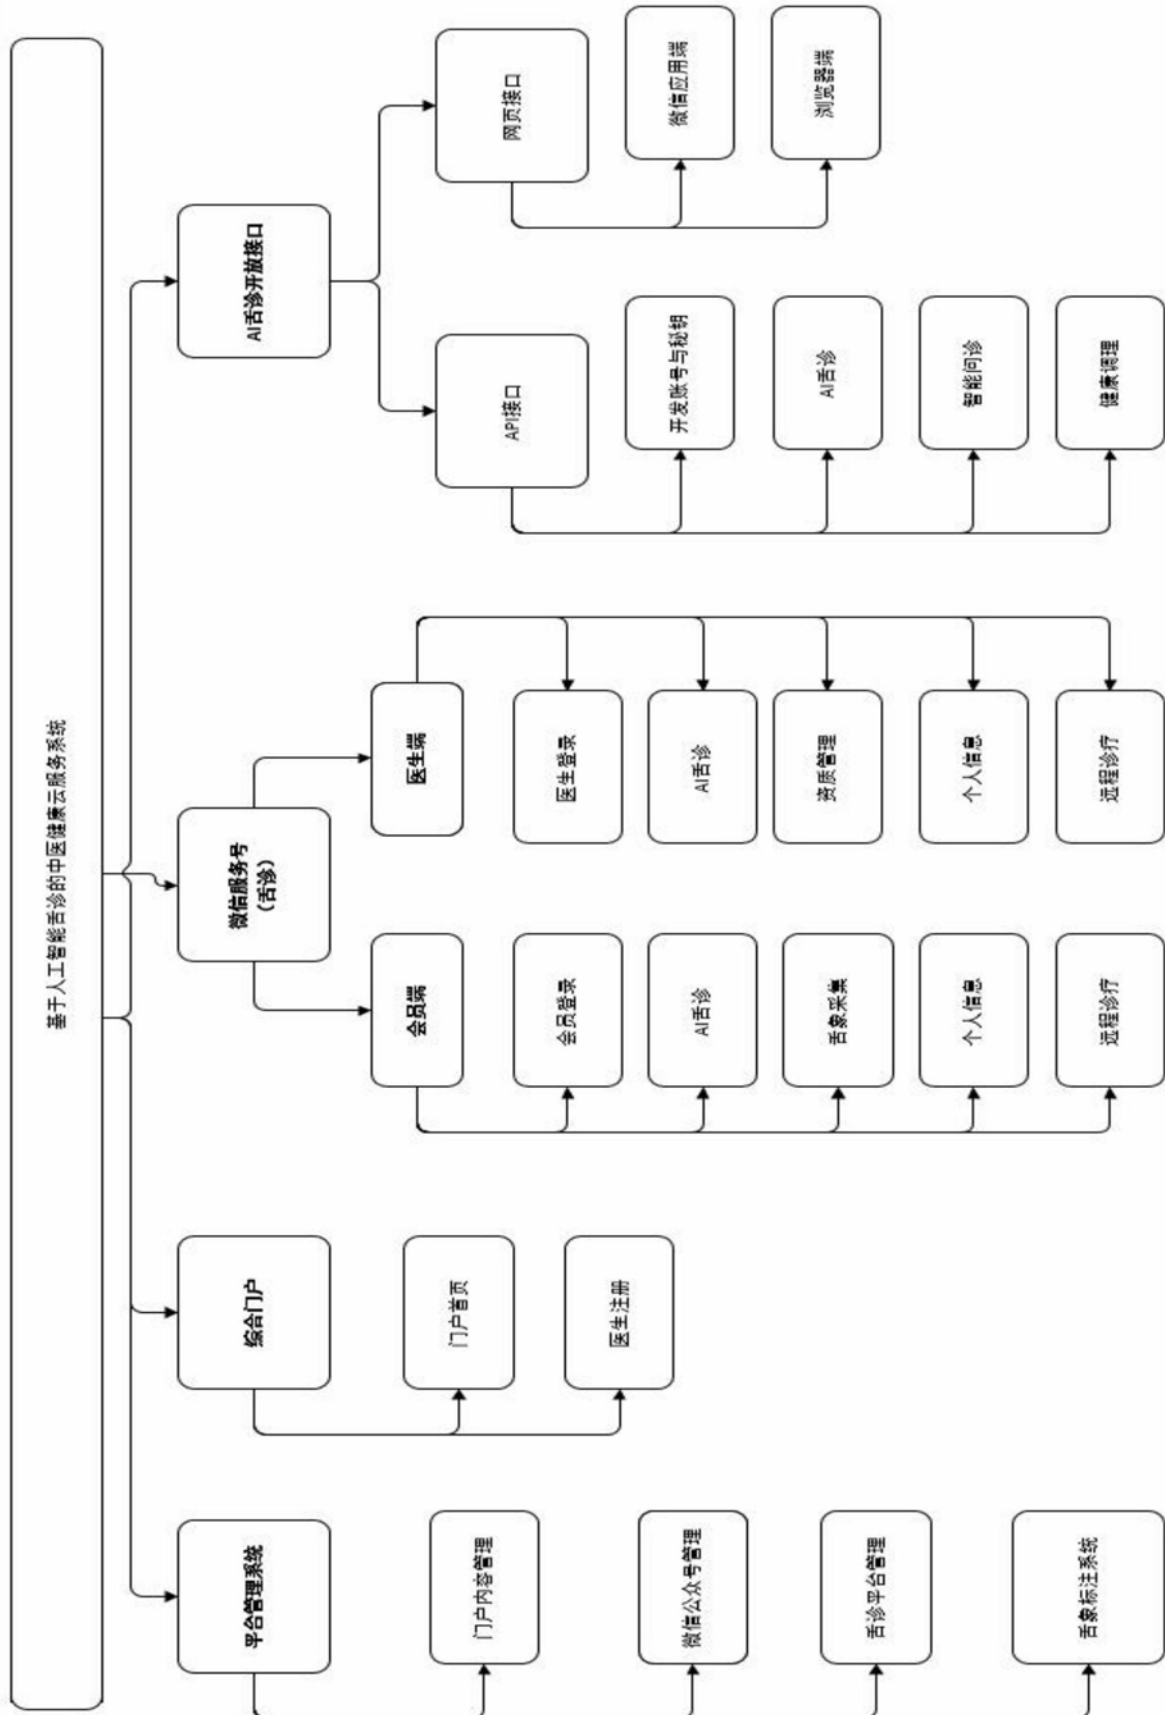 基于人工智能舌诊的中医健康云服务系统
平台管理系统
综合门户
微信服务号
（舌诊）
AI舌诊开放接口
门户内容管理
微信公众号管理
舌诊平台管理
舌象标注系统
门户首页
医生注册
会员端
医生端
会员登录
AI舌诊
舌象采集
个人信息
远程诊疗
医生登录
AI舌诊
资质管理
个人信息
远程诊疗
API接口
网页接口
开发账号与秘钥
AI舌诊
智能问诊
健康调理
微信应用端
浏览器端